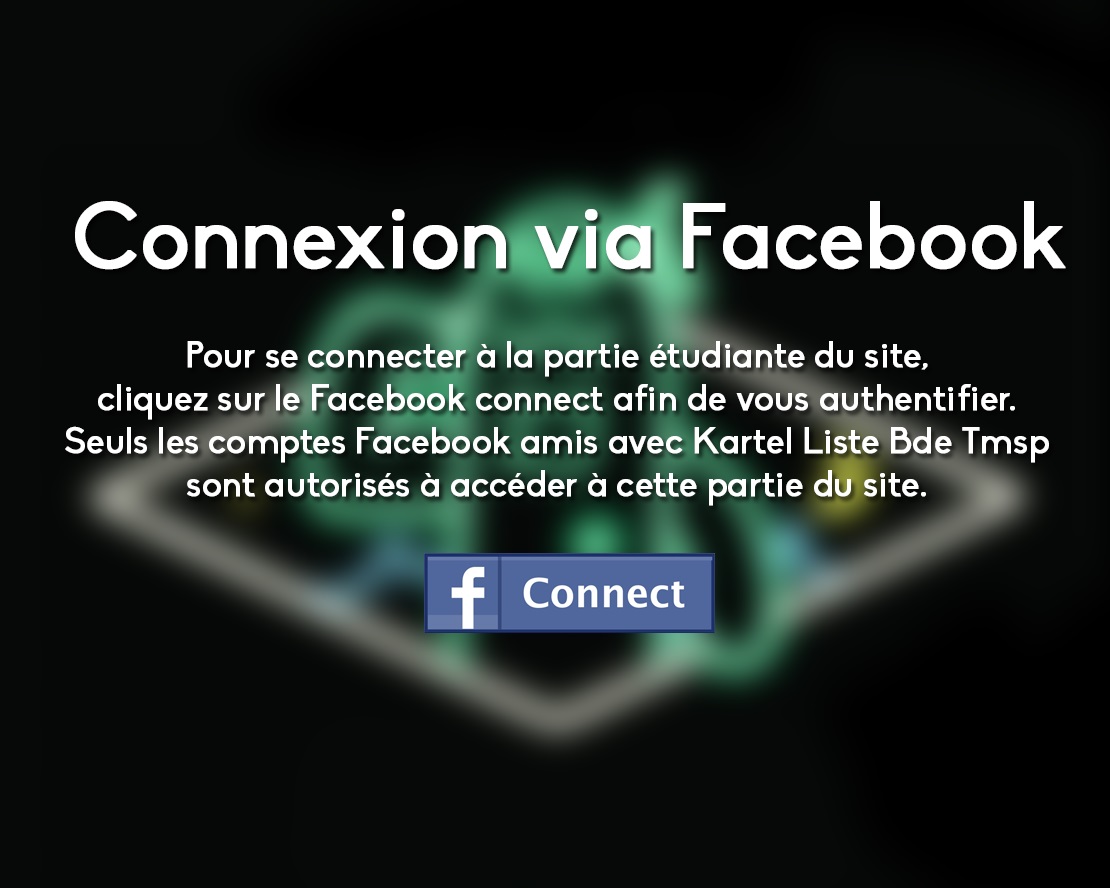 Connexion via Facebook
Pour se connecter à la partie étudiante du site,
cliquez sur le Facebook connect afin de vous authentifier.
Seuls les comptes Facebook amis avec Kartel Liste Bde Tmsp
sont autorisés à accéder à cette partie du site.
f Connect